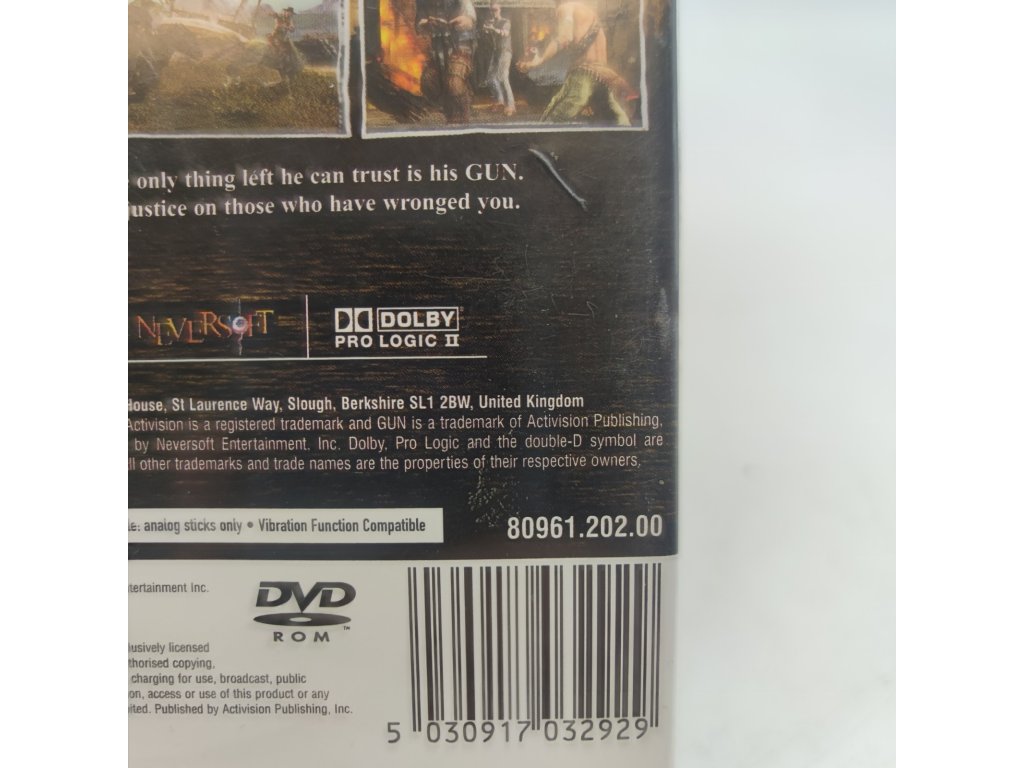 only thing left he can trust is his GUN.
justice on those who have wronged you.
NEVERSOFT
DOLBY
PRO LOGIC II
House, St Laurence Way, Slough, Berkshire SL1 2BW, United Kingdom
Activision is a registered trademark and GUN is a trademark of Activision Publishing,
by Neversoft Entertainment, Inc. Dolby, Pro Logic and the double-D symbol are
ll other trademarks and trade names are the properties of their respective owners.
le: analog sticks only • Vibration Function Compatible
80961.202.00
tertainment Inc.
DVD
ROM™
lusively licensed
thorised copying,
charging for use, broadcast, public
on, access or use of this product or any
ited. Published by Activision Publishing, Inc.
5 030917 032929